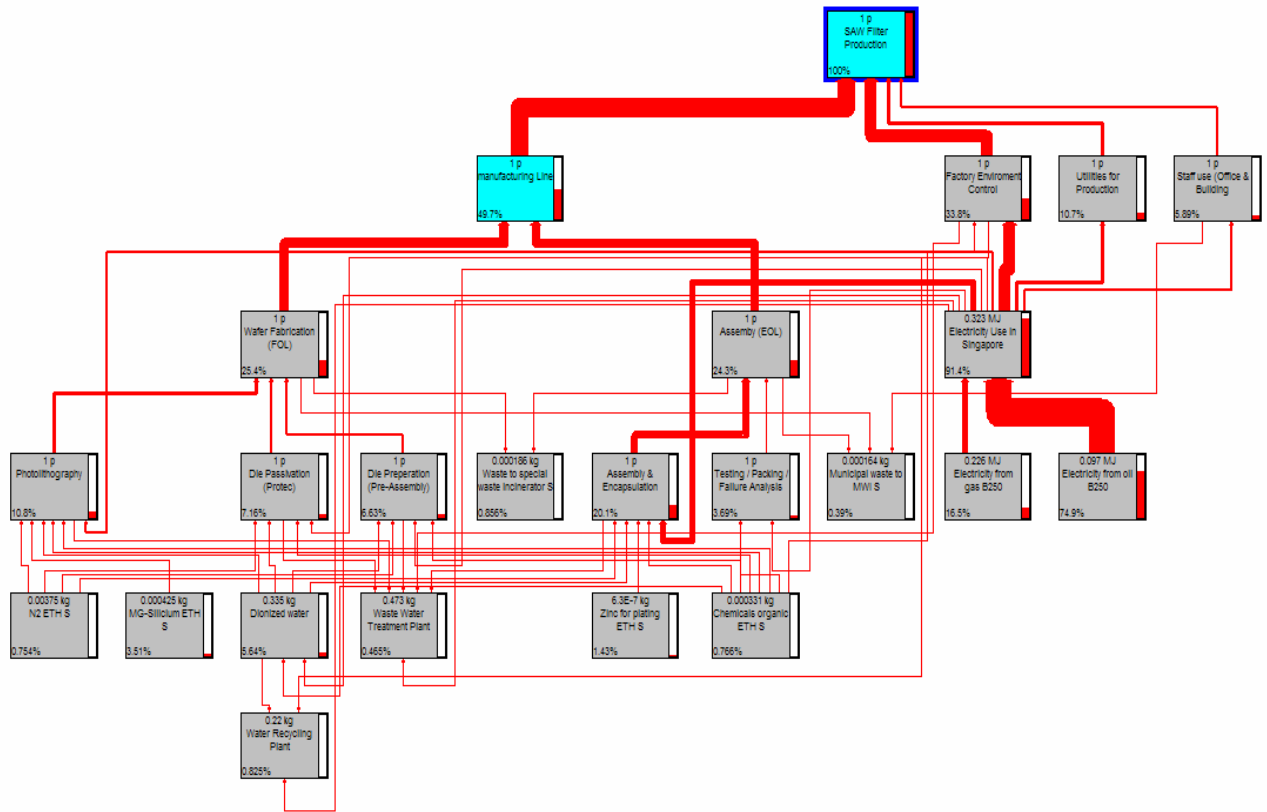 1 p
SAW Filter
Production
100%
1 p
manufacturing Line
49.7%
1 p
Factory Enviroment
Control
33.8%
1 p
Utilities for
Production
10.7%
1 p
Staff use (Office &
Building
5.89%
1 p
Wafer Fabrication
(FOL)
25.4%
1 p
Assemby (EOL)
24.3%
0.323 MJ
Electricity Use in
Singapore
91.4%
1 p
Photolithography
10.8%
1 p
Die Passivation
(Protec)
7.16%
1 p
Die Preperation
(Pre-Assembly)
6.63%
0.000186 kg
Waste to special
waste incinerator S
0.856%
1 p
Assembly &
Encapsulation
20.1%
1 p
Testing / Packing /
Failure Analysis
3.69%
0.000164 kg
Municipal waste to
MWI S
0.39%
0.226 MJ
Electricity from
gas B250
16.5%
0.097 MJ
Electricity from oil
B250
74.9%
0.00375 kg
N2 ETH S
0.754%
0.000425 kg
MG-Silicium ETH
S
3.51%
0.335 kg
Dionized water
5.64%
0.473 kg
Waste Water
Treatment Plant
0.465%
6.3E-7 kg
Zinc for plating
ETH S
1.43%
0.000331 kg
Chemicals organic
ETH S
0.766%
0.22 kg
Water Recycling
Plant
0.825%